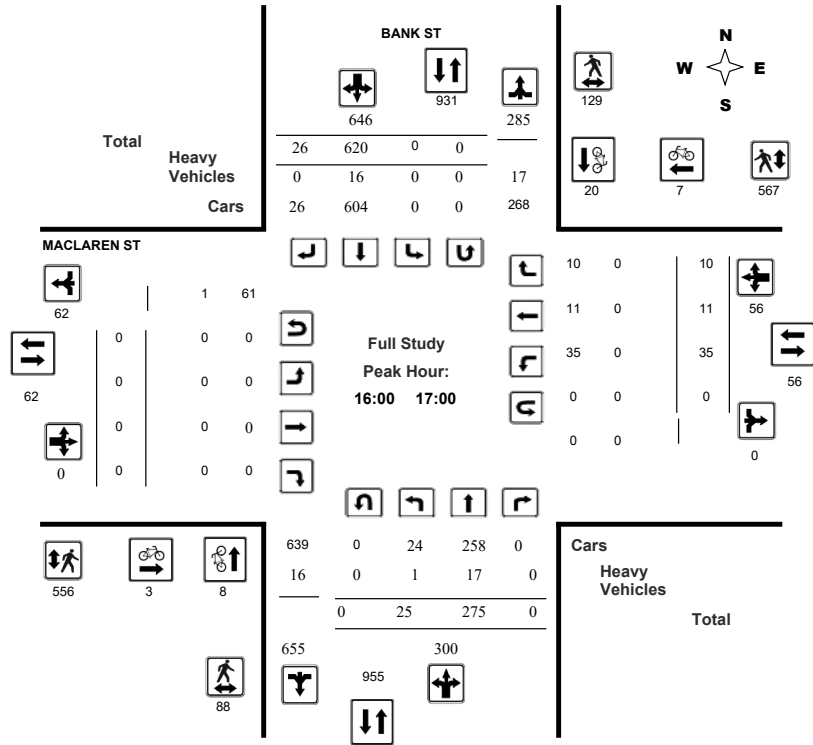 BANK ST
N
W E
S
931
646 285 129
Total 26 620 0 0
Heavy
Vehicles 0 16 0 0 17
20 7 567
Cars 26 604 0 0 268
MACLAREN ST
10 0 10
1 61
62 56
11 0 11
0 0 0
Full Study
35 0 35
Peak Hour:
0 0 0
56
62
16:00 17:00
0 0 0
0 0 0
0 0
0 0
0 0 0 0
639 0 24 258 0 Cars
16 0 1 17 0 Heavy
Vehicles
556 3 8
0 25 275 0 Total
655 300
955
88